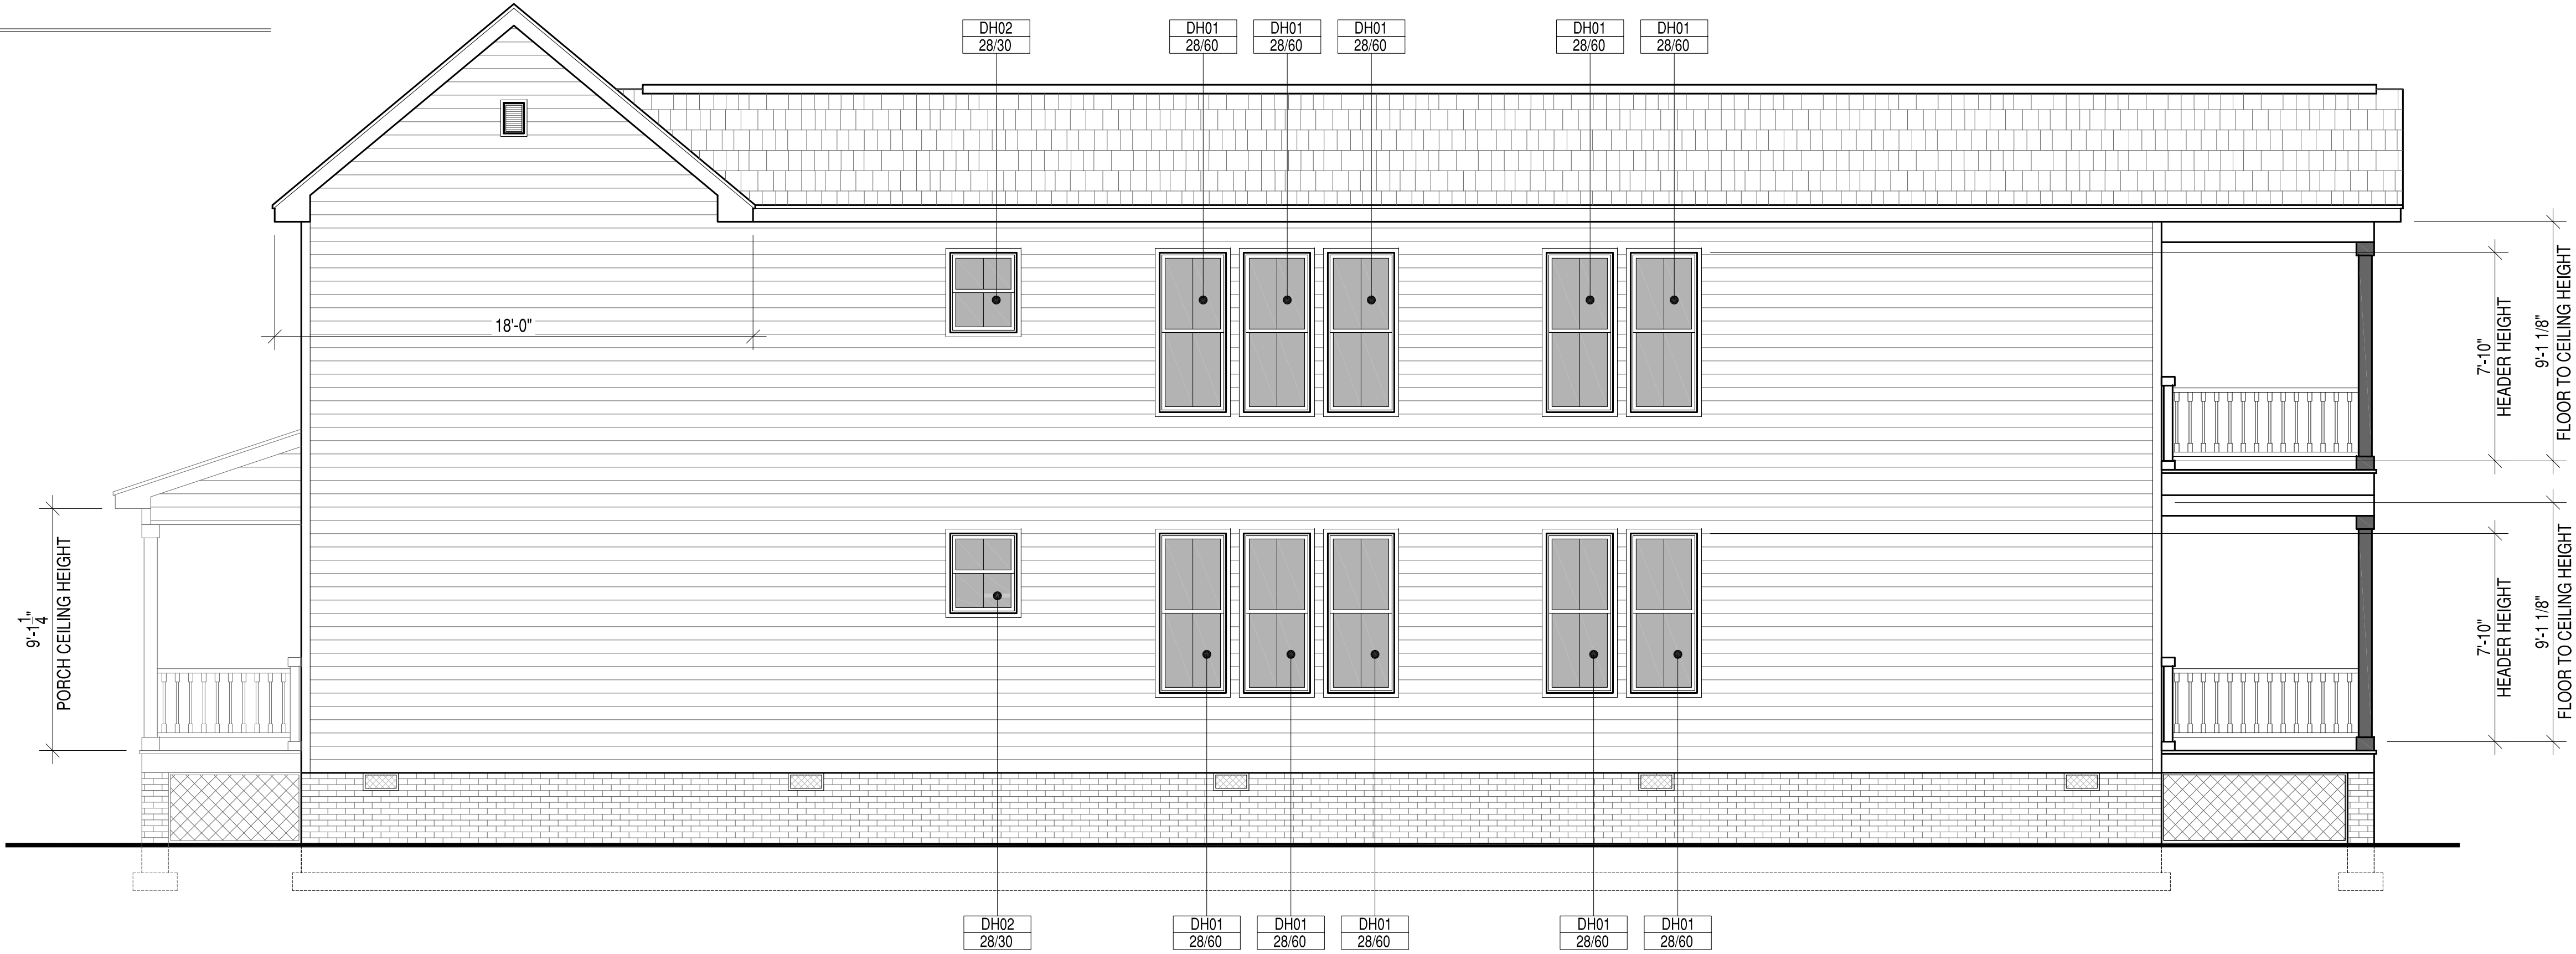 DH02
28/30
DH01
28/60
DH01
28/60
DH01
28/60
DH01
28/60
DH01
28/60
18'-0"
7'-10"
HEADER HEIGHT
9'-1 1/8"
FLOOR TO CEILING HEIGHT
9'-1 1/4"
PORCH CEILING HEIGHT
7'-10"
HEADER HEIGHT
9'-1 1/8"
FLOOR TO CEILING HEIGHT
DH02
28/30
DH01
28/60
DH01
28/60
DH01
28/60
DH01
28/60
DH01
28/60